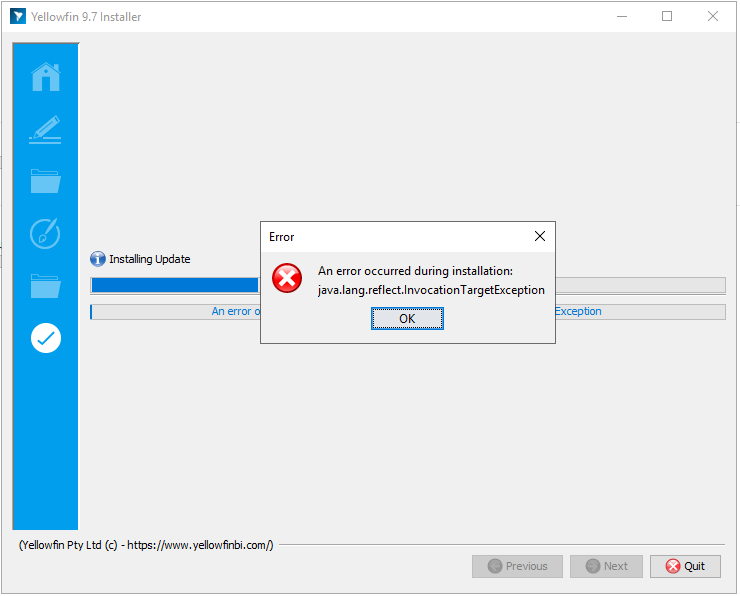 Yellowfin 9.7 Installer
Error
An error occurred during installation:
java.lang.reflect.InvocationTargetException
OK
Installing Update
An error o
Exception
(Yellowfin Pty Ltd (c) - https://www.yellowfinbi.com/)
Previous
Next
Quit